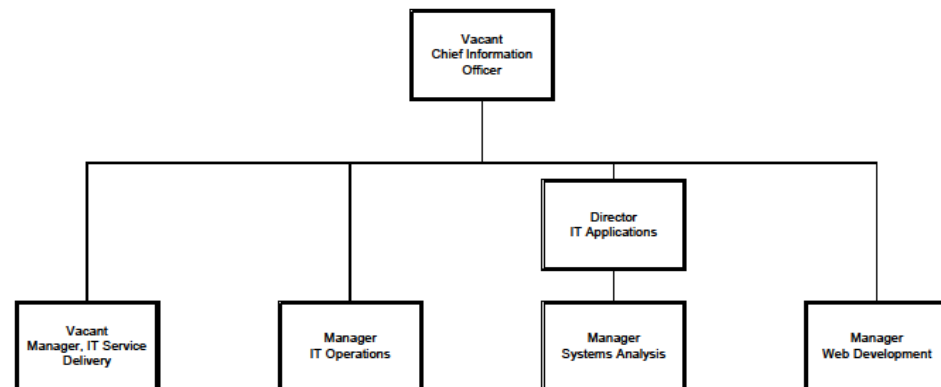 Vacant
Chief Information
Officer
Director
IT Applications
Vacant
Manager, IT Service
Delivery
Manager
IT Operations
Manager
Systems Analysis
Manager
Web Development